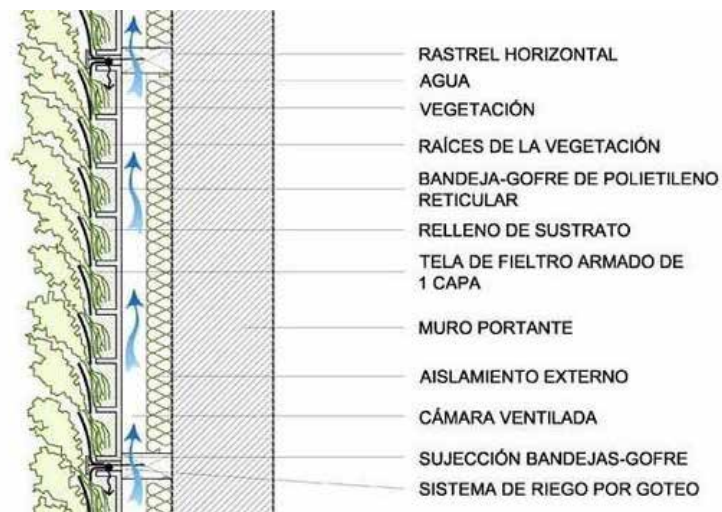 RASTREL HORIZONTAL
AGUA
VEGETACIÓN
RAÍCES DE LA VEGETACIÓN
BANDEJA-GOFRE DE POLIETILENO
RETICULAR
RELLENO DE SUSTRATO
TELA DE FIELTRO ARMADO DE
1 CAPA
MURO PORTANTE
AISLAMIENTO EXTERNO
CÁMARA VENTILADA
SUJECCIÓN BANDEJAS-GOFRE
SISTEMA DE RIEGO POR GOTEO